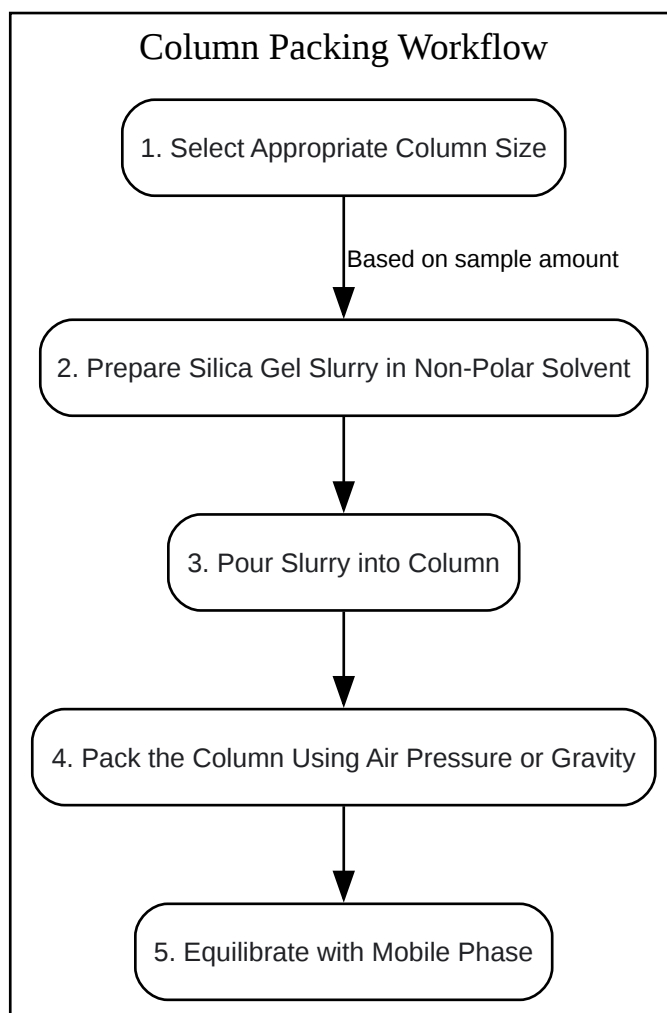 Column Packing Workflow
1. Select Appropriate Column Size
Based on sample amount
2. Prepare Silica Gel Slurry in Non-Polar Solvent
3. Pour Slurry into Column
4. Pack the Column Using Air Pressure or Gravity
5. Equilibrate with Mobile Phase